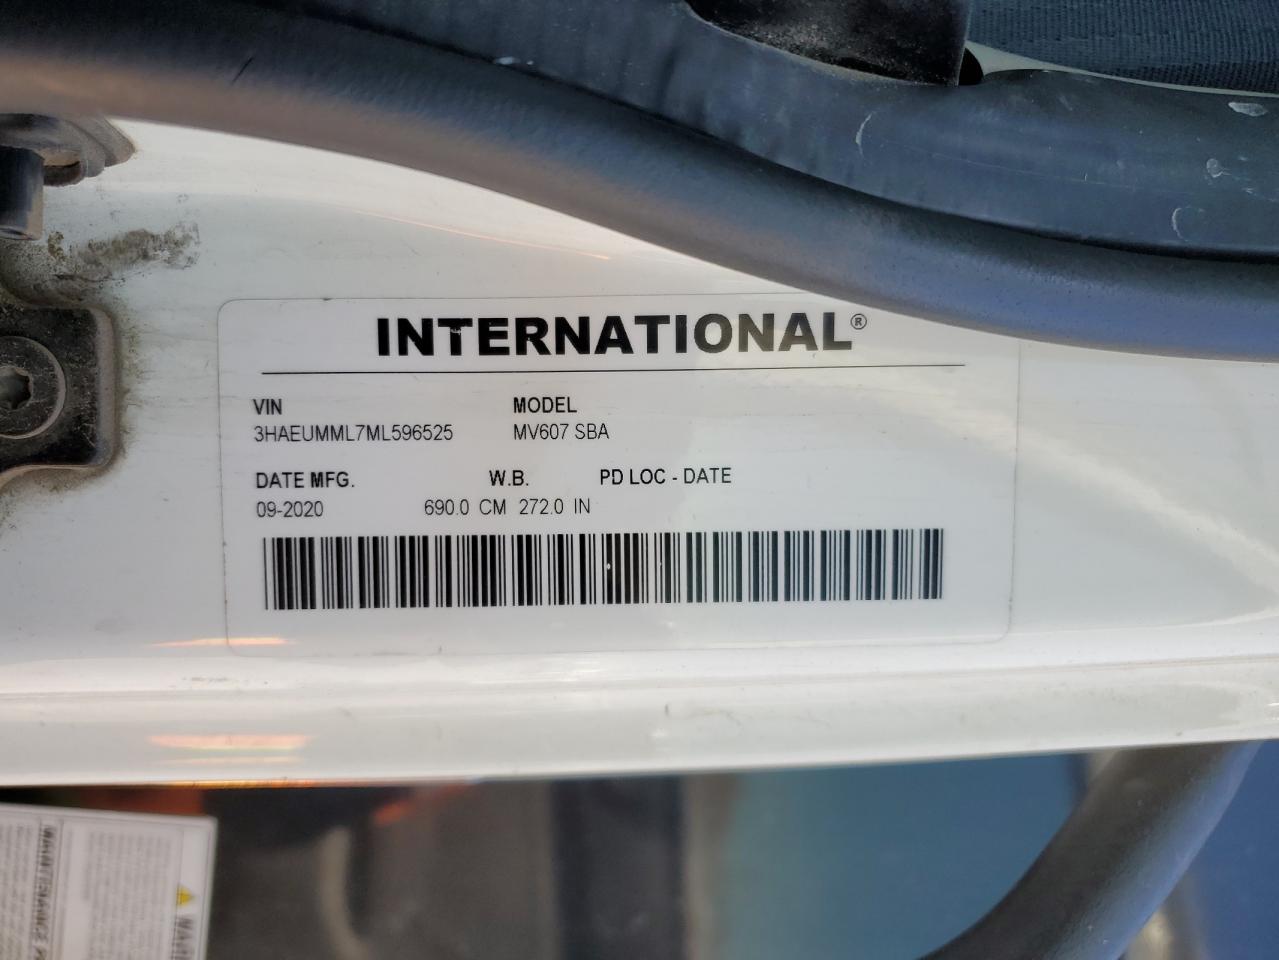 INTERNATIONAL®
VIN MODEL
3HAEUMML7ML596525 MV607 SBA
DATE MFG. W.B. PD LOC - DATE
09-2020 690.0 CM 272.0 IN